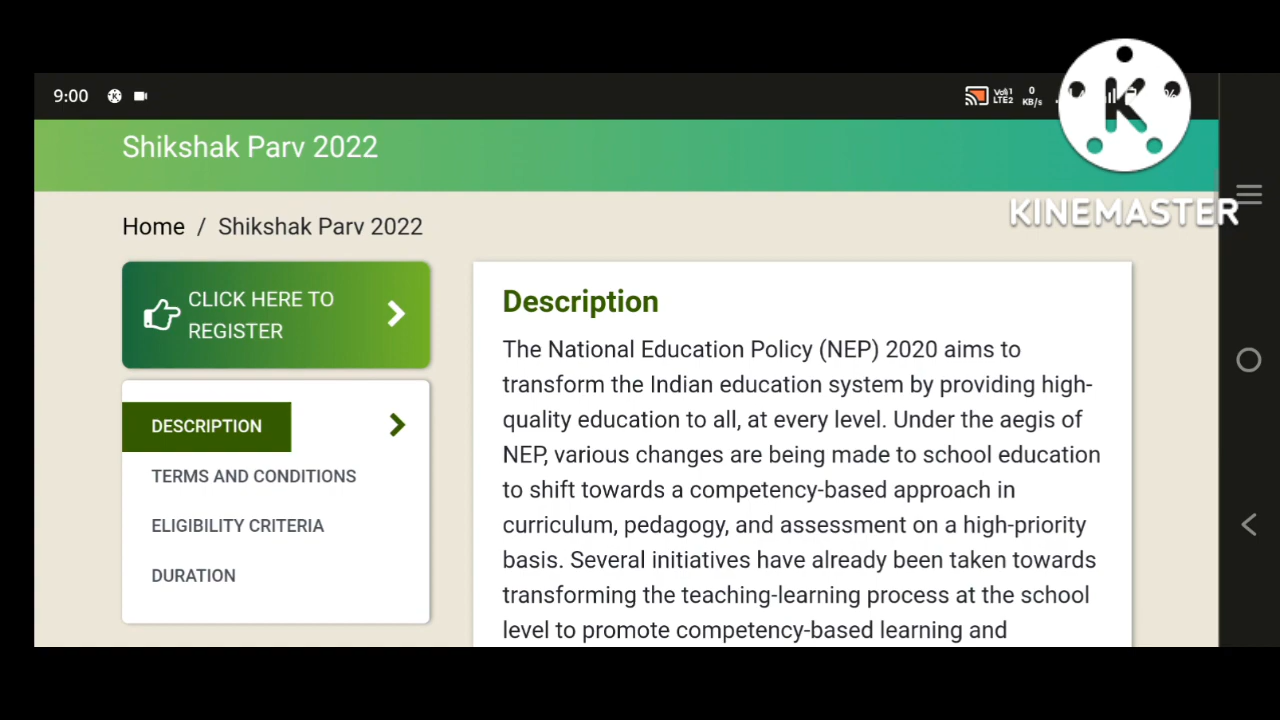 9:00
Vol1
LTE2
0
KB/s
Shikshak Parv 2022
KINEMASTER
Home / Shikshak Parv 2022
CLICK HERE TO
REGISTER
DESCRIPTION
TERMS AND CONDITIONS
ELIGIBILITY CRITERIA
DURATION
Description
The National Education Policy (NEP) 2020 aims to
transform the Indian education system by providing high-
quality education to all, at every level. Under the aegis of
NEP, various changes are being made to school education
to shift towards a competency-based approach in
curriculum, pedagogy, and assessment on a high-priority
basis. Several initiatives have already been taken towards
transforming the teaching-learning process at the school
level to promote competency-based learning and